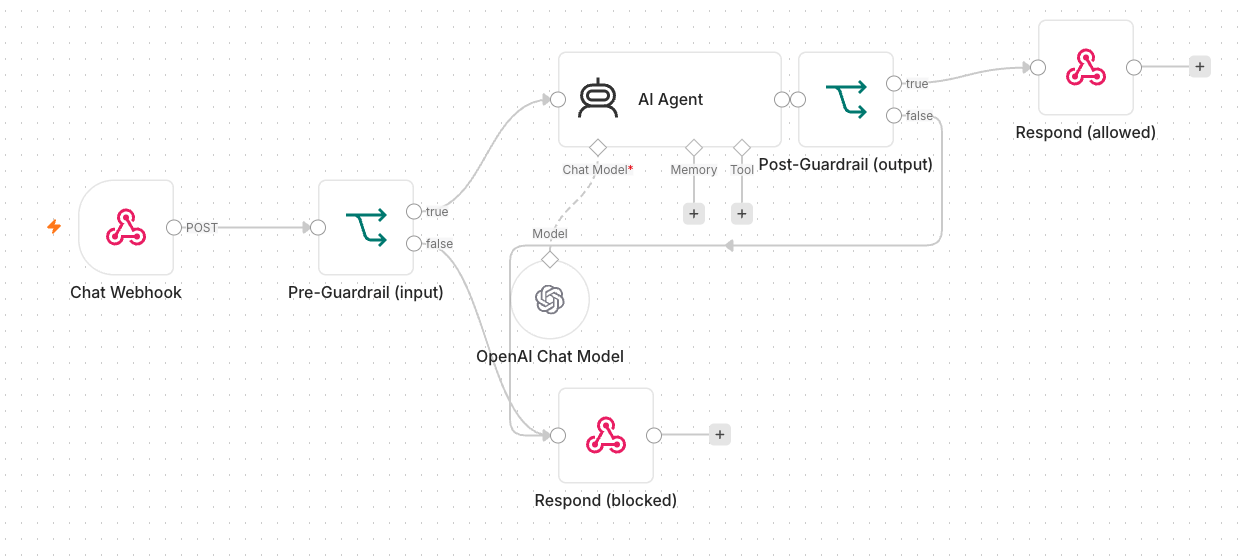 Respond (allowed)
AI Agent
true
false
Post-Guardrail (output)
Chat Model*
Memory
Tool
+
+
+
Chat Webhook
POST
Pre-Guardrail (input)
true
false
Model
OpenAI Chat Model
Respond (blocked)
+